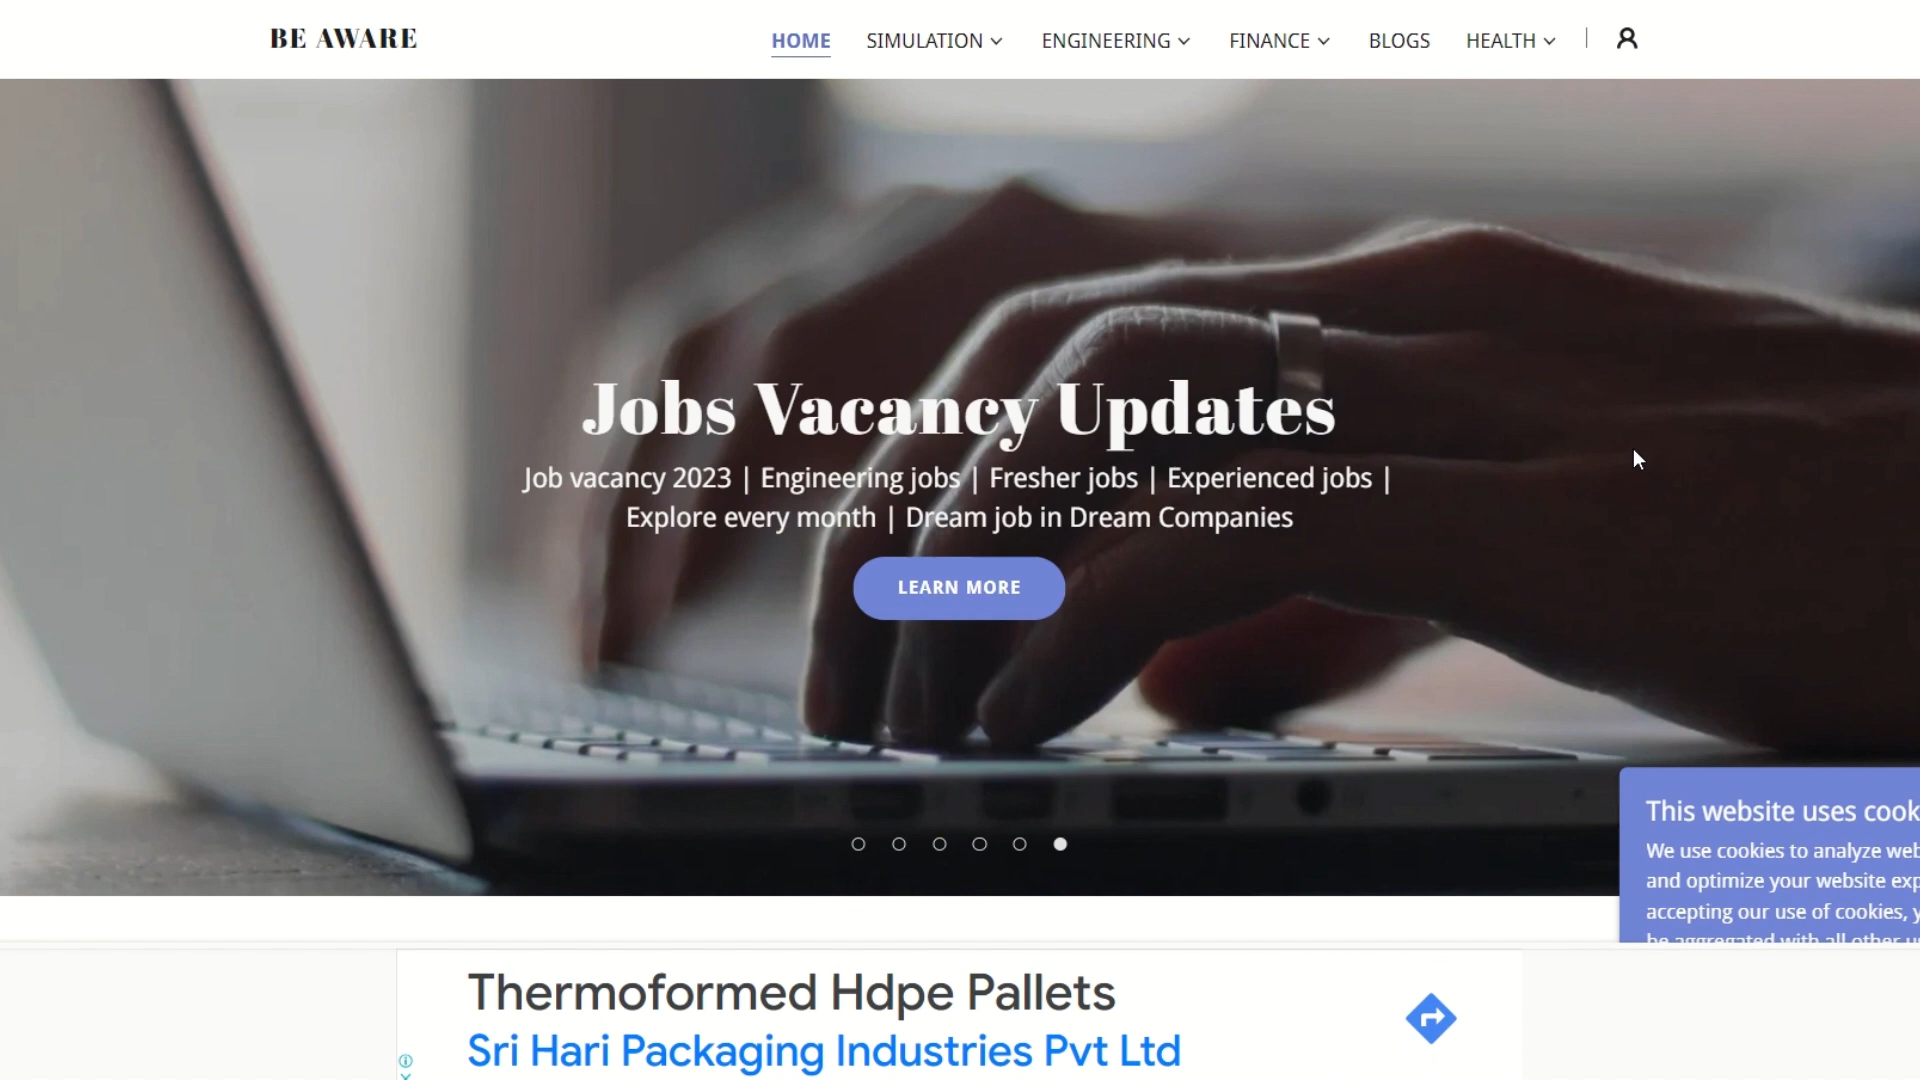 BE AWARE
HOME SIMULATION ENGINEERING FINANCE BLOGS HEALTH
Jobs Vacancy Updates
Job vacancy 2023 | Engineering jobs | Fresher jobs | Experienced jobs |
Explore every month | Dream job in Dream Companies
LEARN MORE
This website uses cook
We use cookies to analyze web
and optimize your website exp
accepting our use of cookies, y
be aggregated with all other us
Thermoformed Hdpe Pallets
Sri Hari Packaging Industries Pvt Ltd